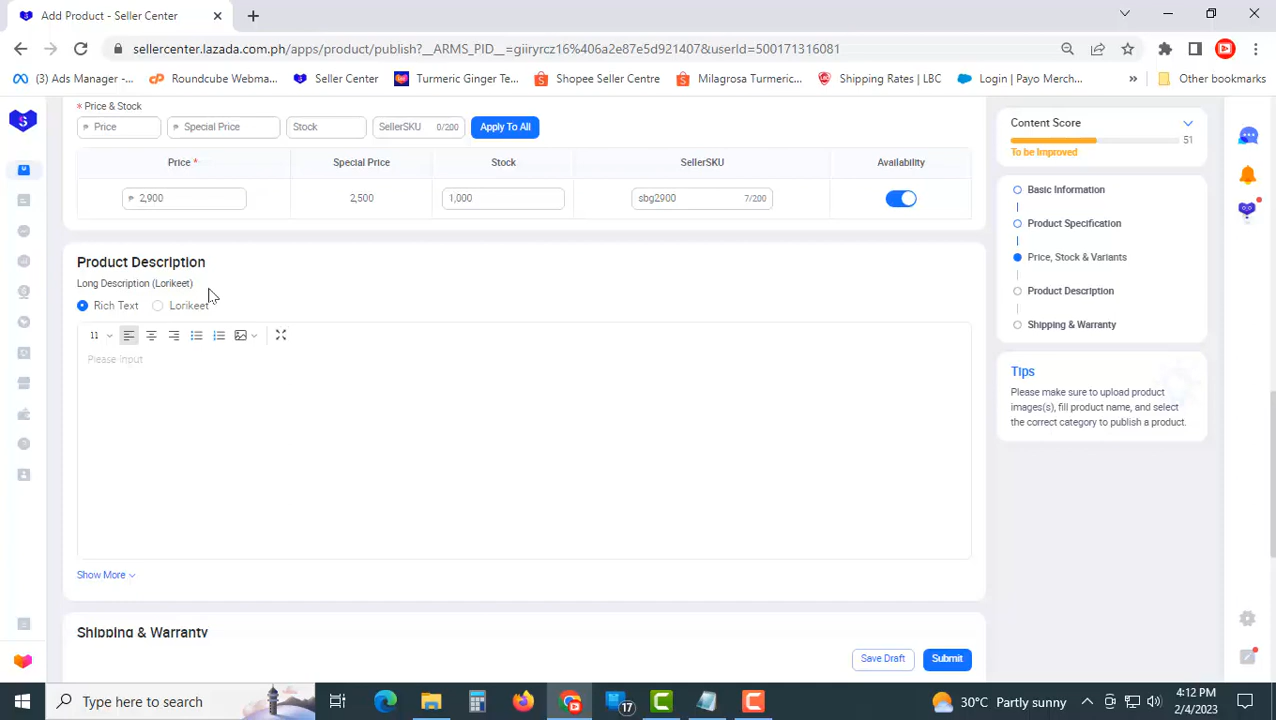 Add Product - Seller Center
sellercenter.lazada.com.ph/apps/product/publish?__ARMS_PID__=gjiryrcz16%406a2e87e5d921407&userId=500171316081
(3) Ads Manager -...
Roundcube Webma...
Seller Center
Turmeric Ginger Te...
Shopee Seller Centre
Milagrosa Turmeric...
Shipping Rates | LBC
Login | Payo Merch...
»
Other bookmarks
* Price & Stock
₱ Price
₱ Special Price
Stock
SellerSKU 0/200
Apply To All
Price *
Special Price
Stock
SellerSKU
Availability
₱ 2,900
2,500
1,000
sbg2900 7/200
Product Description
Long Description (Lorikeet)
Rich Text
Lorikeet
11
Please Input
Show More
Shipping & Warranty
Save Draft
Submit
Content Score
51
To be Improved
Basic Information
Product Specification
Price, Stock & Variants
Product Description
Shipping & Warranty
Tips
Please make sure to upload product
images(s), fill product name, and select
the correct category to publish a product.
Type here to search
17
30°C Partly sunny
4:12 PM
2/4/2023